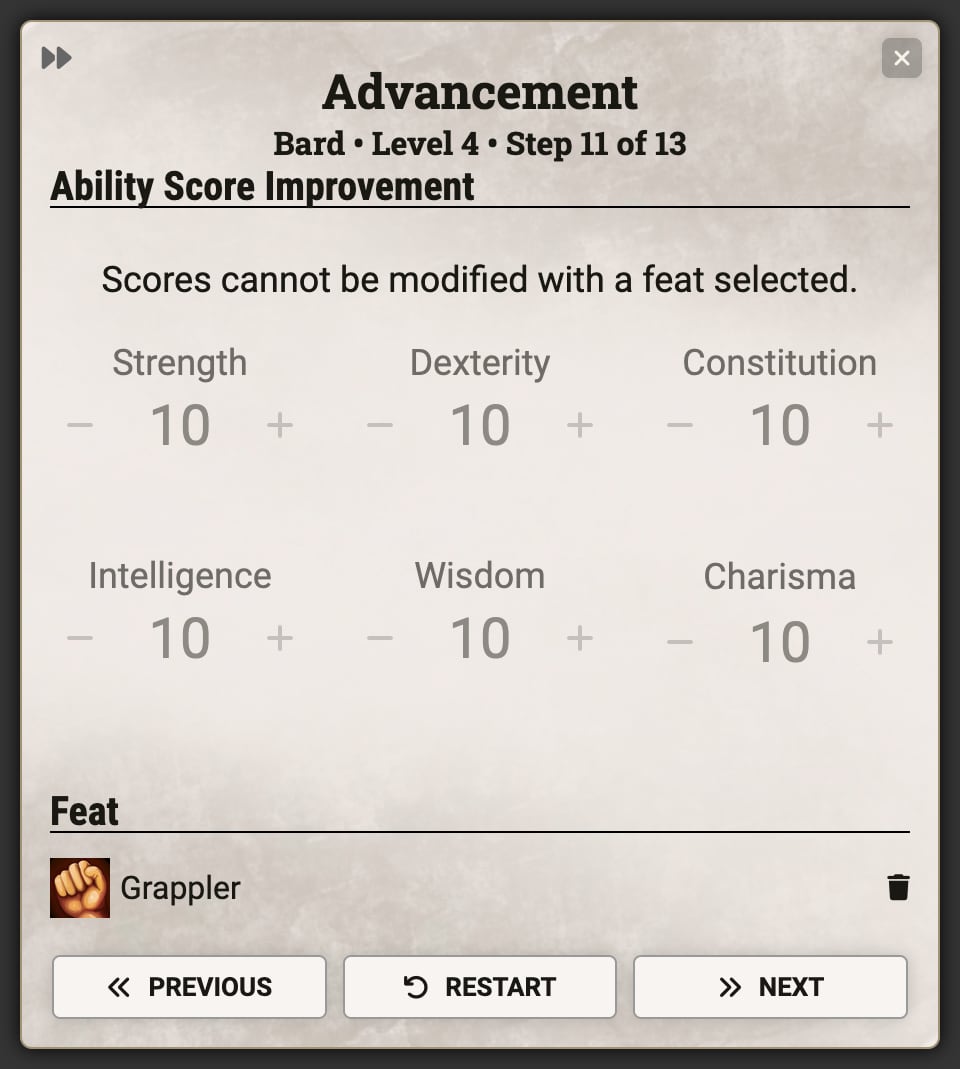 Advancement
Bard • Level 4 • Step 11 of 13
Ability Score Improvement
Scores cannot be modified with a feat selected.
Strength Dexterity Constitution
− 10 + − 10 + − 10 +
Intelligence Wisdom Charisma
− 10 + − 10 + − 10 +
Feat
Grappler
PREVIOUS RESTART NEXT